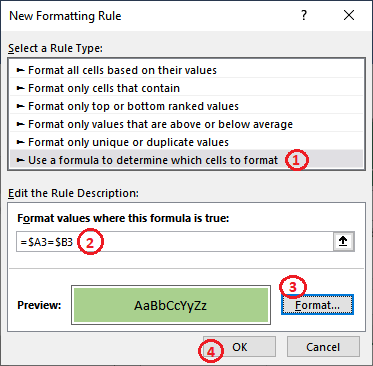 New Formatting Rule
? ×
Select a Rule Type:
► Format all cells based on their values
► Format only cells that contain
► Format only top or bottom ranked values
► Format only values that are above or below average
► Format only unique or duplicate values
► Use a formula to determine which cells to format 1
Edit the Rule Description:
Format values where this formula is true:
=$A3=$B3 2
3
Preview: AaBbCcYyZz Format...
4 OK Cancel